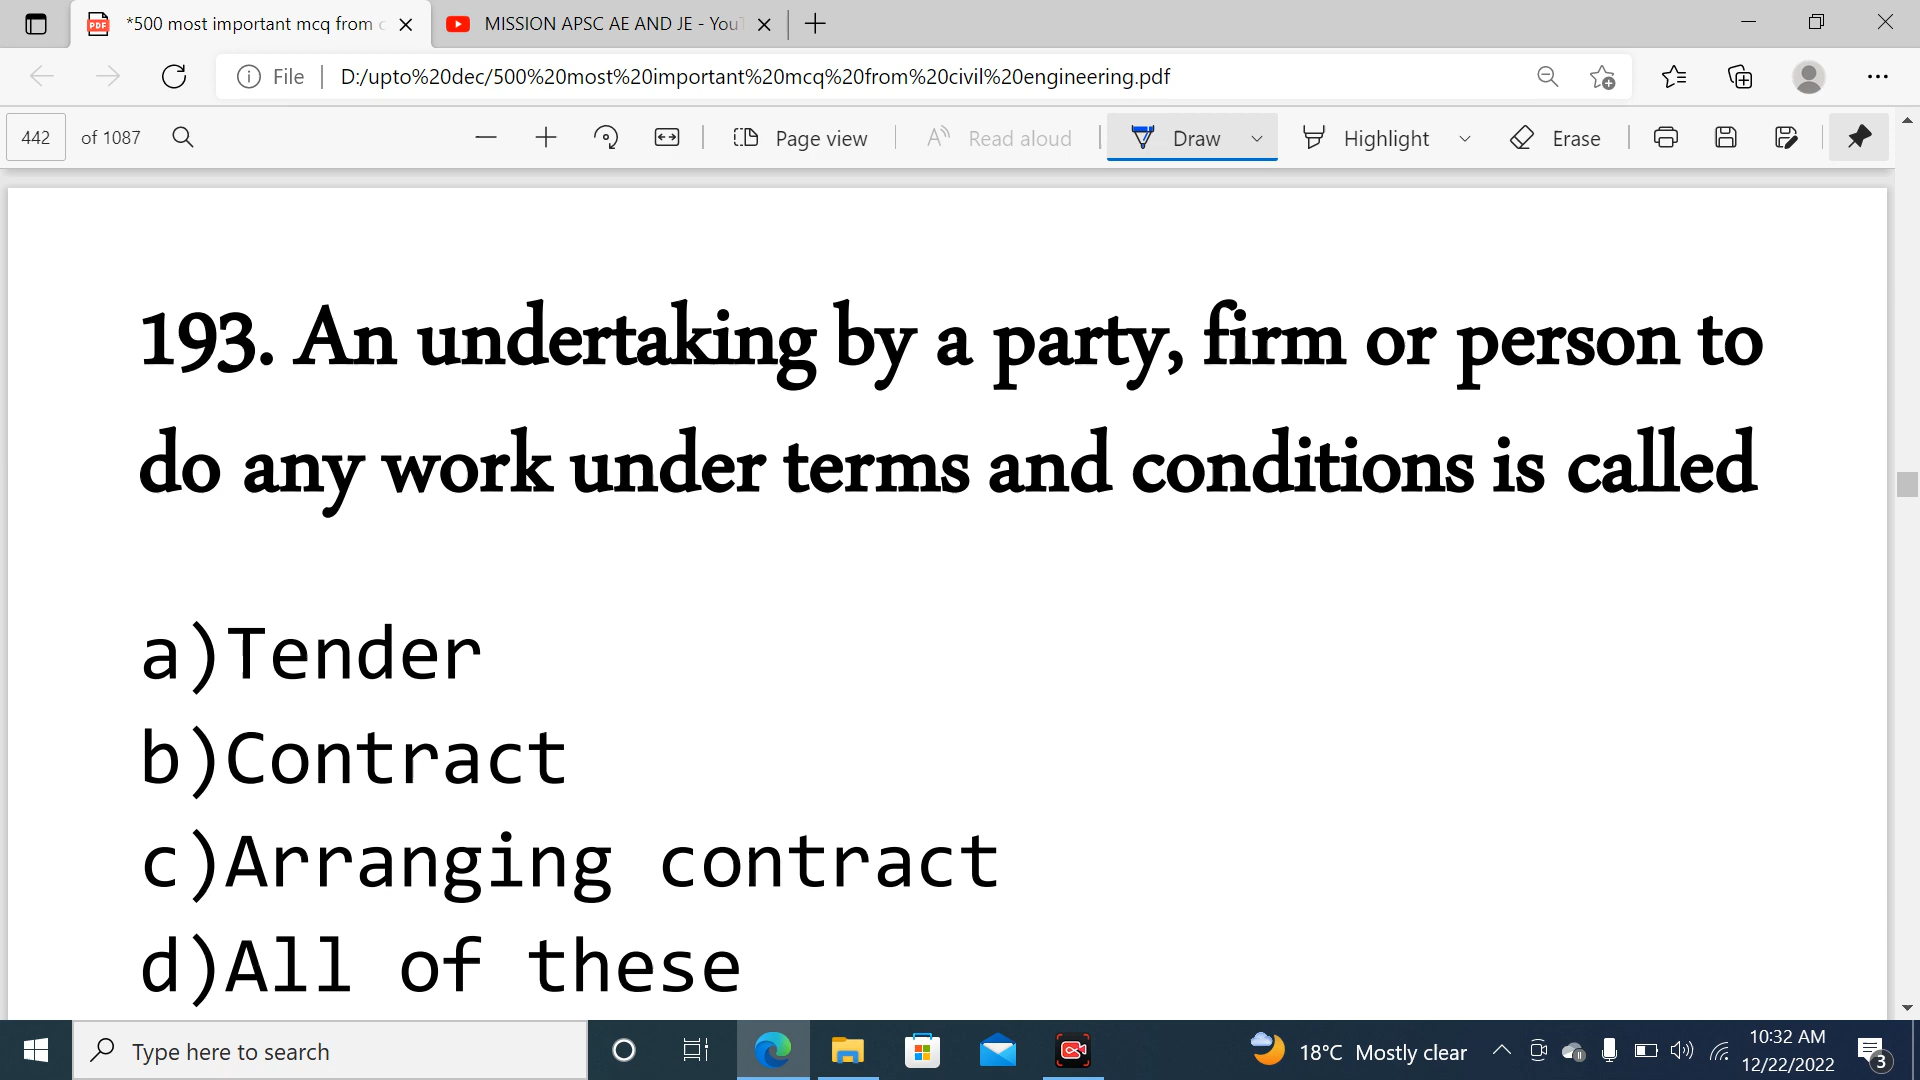 *500 most important mcq from c
MISSION APSC AE AND JE - YouT
File
D:/upto%20dec/500%20most%20important%20mcq%20from%20civil%20engineering.pdf
442 of 1087
Page view
Read aloud
Draw
Highlight
Erase
193. An undertaking by a party, firm or person to
do any work under terms and conditions is called
a)Tender
b)Contract
c)Arranging contract
d)All of these
Type here to search
18°C Mostly clear
10:32 AM
12/22/2022
3